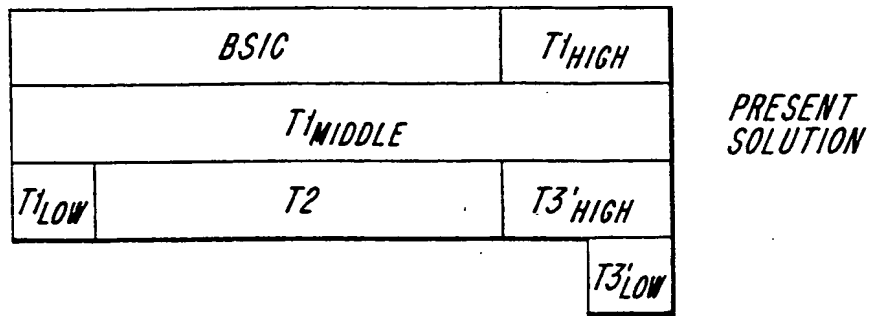 BSIC T1HIGH
T1MIDDLE
PRESENT
SOLUTION
T1LOW T2 T3'HIGH
T3'LOW